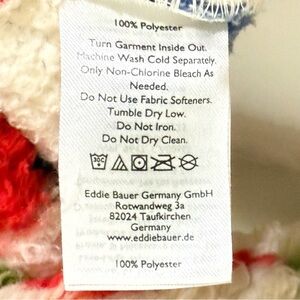 100% Polyester
Turn Garment Inside Out.
Machine Wash Cold Separately.
Only Non-Chlorine Bleach As
Needed.
Do Not Use Fabric Softeners.
Tumble Dry Low.
Do Not Iron.
Do Not Dry Clean.
30C
Eddie Bauer Germany GmbH
Rotwandweg 3a
82024 Taufkirchen
Germany
www.eddiebauer.de
100% Polyester